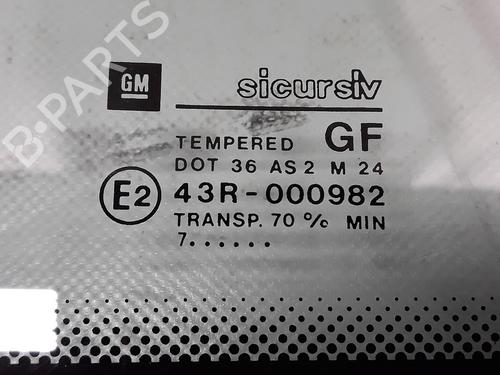 GM sicursiv
TEMPERED GF
DOT 36 AS2 M 24
E2 43R-000982
TRANSP. 70 % MIN
7......
B-PARTS